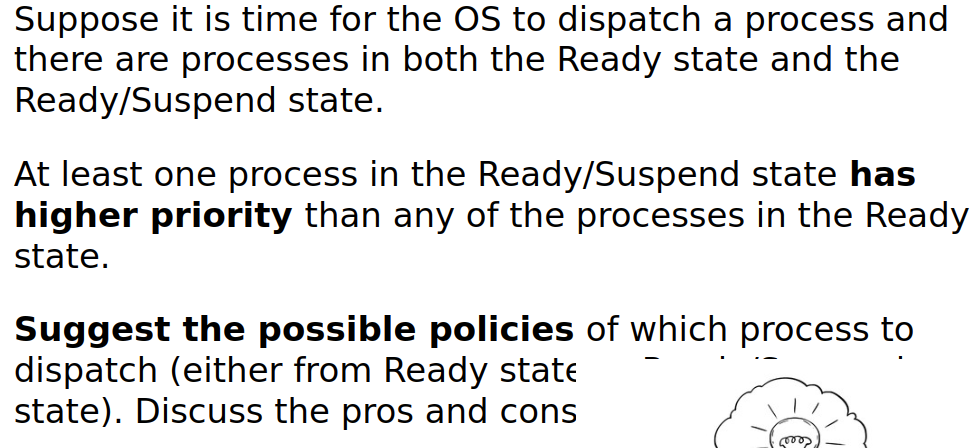 Suppose it is time for the OS to dispatch a process and
there are processes in both the Ready state and the
Ready/Suspend state.
At least one process in the Ready/Suspend state has
higher priority than any of the processes in the Ready
state.
Suggest the possible policies of which process to
dispatch (either from Ready state
state). Discuss the pros and cons